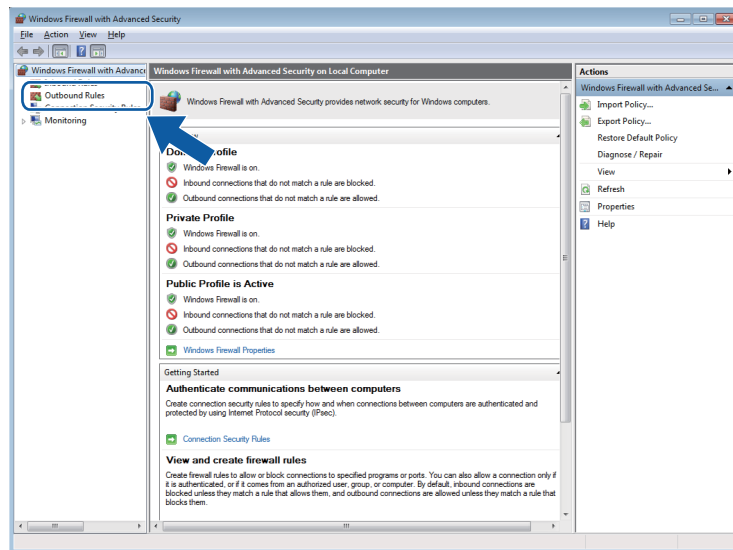 Windows Firewall with Advanced Security
File Action View Help
Windows Firewall with Advance
Outbound Rules
Monitoring
Windows Firewall with Advanced Security on Local Computer
Windows Firewall with Advanced Security provides network security for Windows computers.
Windows Firewall is on.
Inbound connections that do not match a rule are blocked.
Outbound connections that do not match a rule are allowed.
Private Profile
Windows Firewall is on.
Inbound connections that do not match a rule are blocked.
Outbound connections that do not match a rule are allowed.
Public Profile is Active
Windows Firewall is on.
Inbound connections that do not match a rule are blocked.
Outbound connections that do not match a rule are allowed.
Windows Firewall Properties
Getting Started
Authenticate communications between computers
Create connection security rules to specify how and when connections between computers are authenticated and
protected by using Internet Protocol security (IPsec).
Connection Security Rules
View and create firewall rules
Create firewall rules to allow or block connections to specified programs or ports. You can also allow a connection only if
it is authenticated, or if it comes from an authorized user, group, or computer. By default, inbound connections are
blocked unless they match a rule that allows them, and outbound connections are allowed unless they match a rule that
blocks them.
Actions
Windows Firewall with Advanced Se...
Import Policy...
Export Policy...
Restore Default Policy
Diagnose / Repair
View
Refresh
Properties
Help